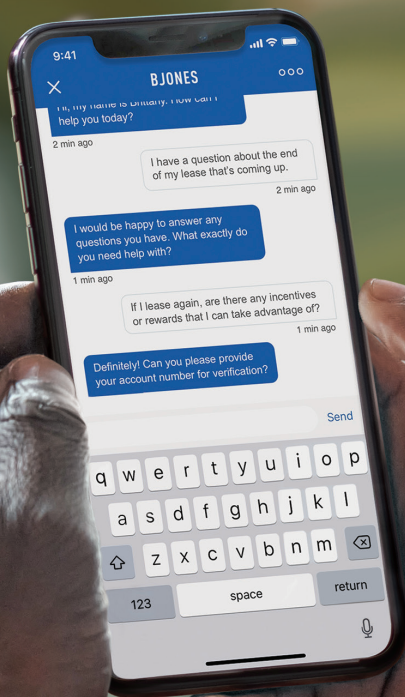 9:41
BJONES
Hi, my name is Brittany. How can I
help you today?
2 min ago
I have a question about the end
of my lease that's coming up.
2 min ago
I would be happy to answer any
questions you have. What exactly do
you need help with?
1 min ago
If I lease again, are there any incentives
or rewards that I can take advantage of?
1 min ago
Definitely! Can you please provide
your account number for verification?
Send
q w e r t y u i o p
a s d f g h j k l
z x c v b n m
123 space return